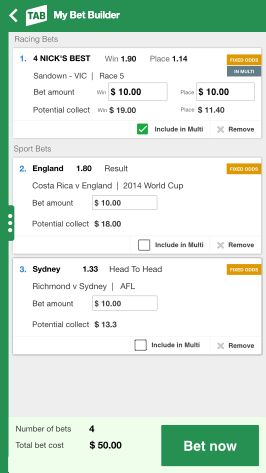 TAB My Bet Builder
Racing Bets
1. 4 NICK'S BEST Win 1.90 Place 1.14 FIXED ODDS
IN MULTI
Sandown - VIC | Race 5
Bet amount Win $ 10.00 Place $ 10.00
Potential collect Win $ 19.00 Place $ 11.40
Include in Multi Remove
Sport Bets
2. England 1.80 Result FIXED ODDS
Costa Rica v England | 2014 World Cup
Bet amount $ 10.00
Potential collect $ 18.00
Include in Multi Remove
3. Sydney 1.33 Head To Head FIXED ODDS
Richmond v Sydney | AFL
Bet amount $ 10.00
Potential collect $ 13.3
Include in Multi Remove
Number of bets 4
Total bet cost $ 50.00
Bet now